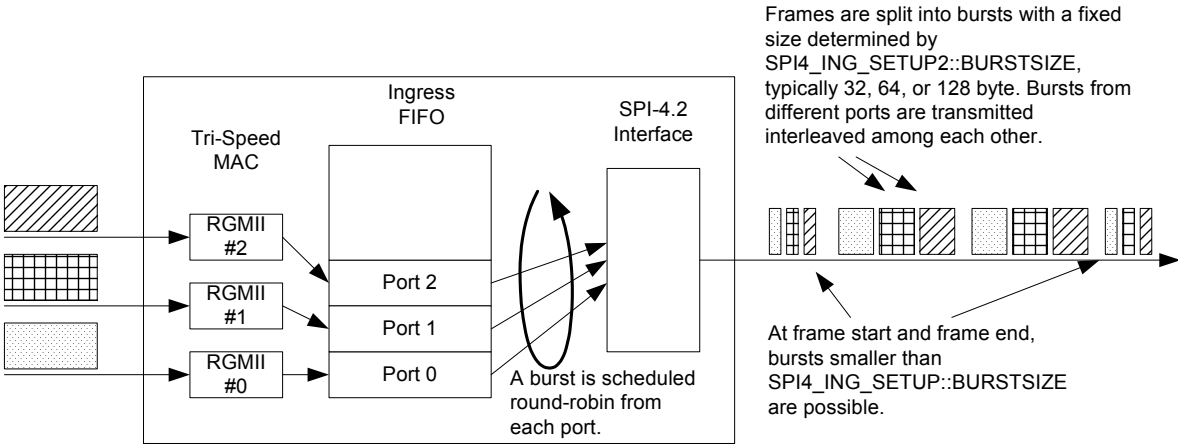 Frames are split into bursts with a fixed
size determined by
SPI4_ING_SETUP2::BURSTSIZE,
typically 32, 64, or 128 byte. Bursts from
different ports are transmitted
interleaved among each other.
Ingress
FIFO
SPI-4.2
Interface
Tri-Speed
MAC
RGMII
#2
RGMII
#1
RGMII
#0
Port 2
Port 1
Port 0
A burst is scheduled
round-robin from
each port.
At frame start and frame end,
bursts smaller than
SPI4_ING_SETUP::BURSTSIZE
are possible.